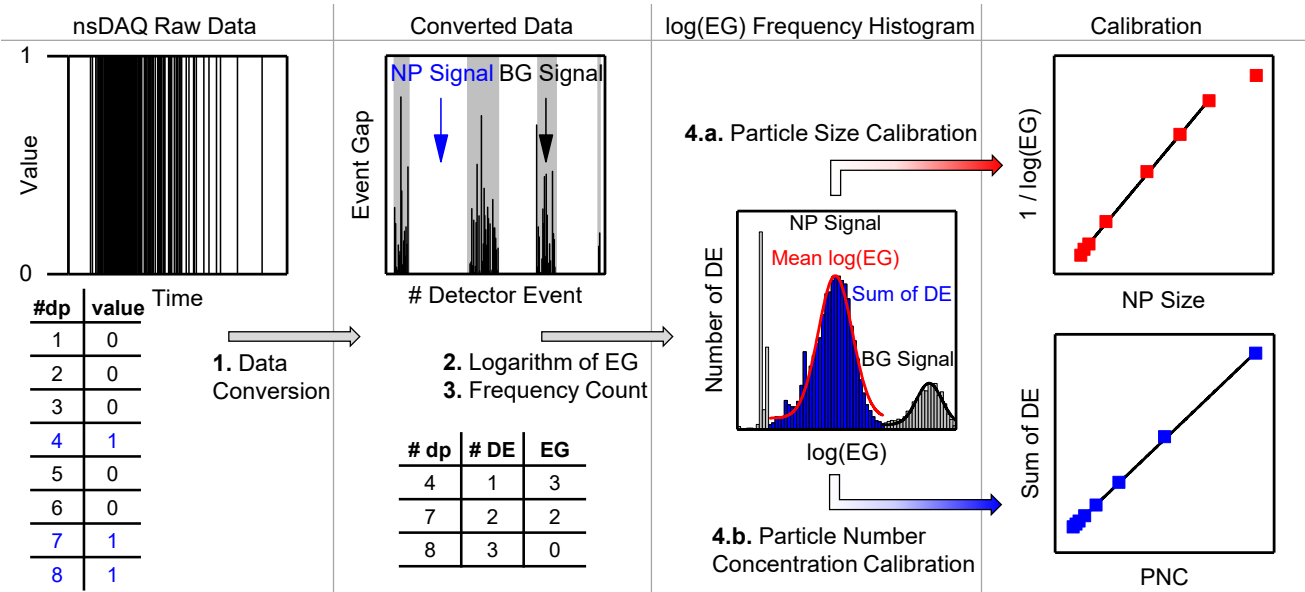 nsDAQ Raw Data
1
Value
0
Time
#dp value
1 0
2 0
3 0
4 1
5 0
6 0
7 1
8 1
1. Data
Conversion
Converted Data
NP Signal BG Signal
Event Gap
# Detector Event
2. Logarithm of EG
3. Frequency Count
# dp # DE EG
4 1 3
7 2 2
8 3 0
log(EG) Frequency Histogram
4.a. Particle Size Calibration
NP Signal
Mean log(EG)
Sum of DE
BG Signal
Number of DE
log(EG)
4.b. Particle Number
Concentration Calibration
Calibration
1 / log(EG)
NP Size
Sum of DE
PNC